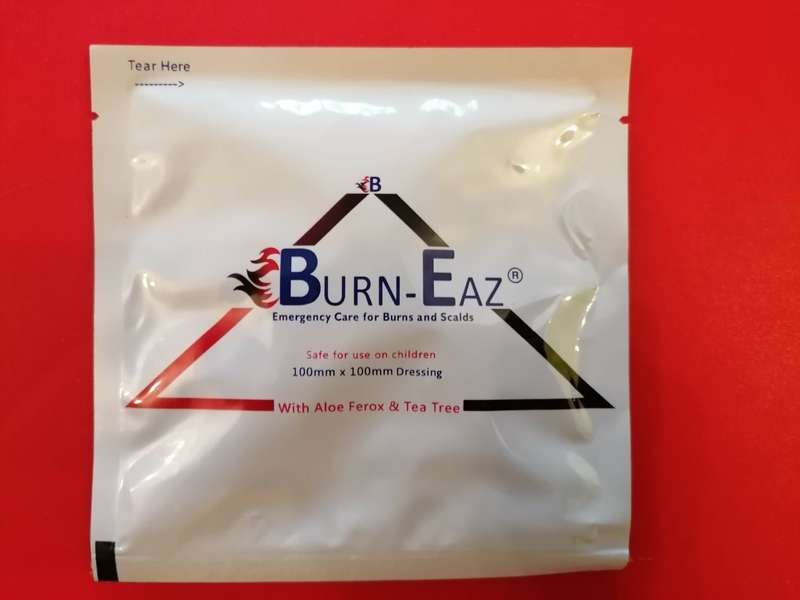 Tear Here
--------->
B
BURN-EAZ®
Emergency Care for Burns and Scalds
Safe for use on children
100mm x 100mm Dressing
With Aloe Ferox & Tea Tree